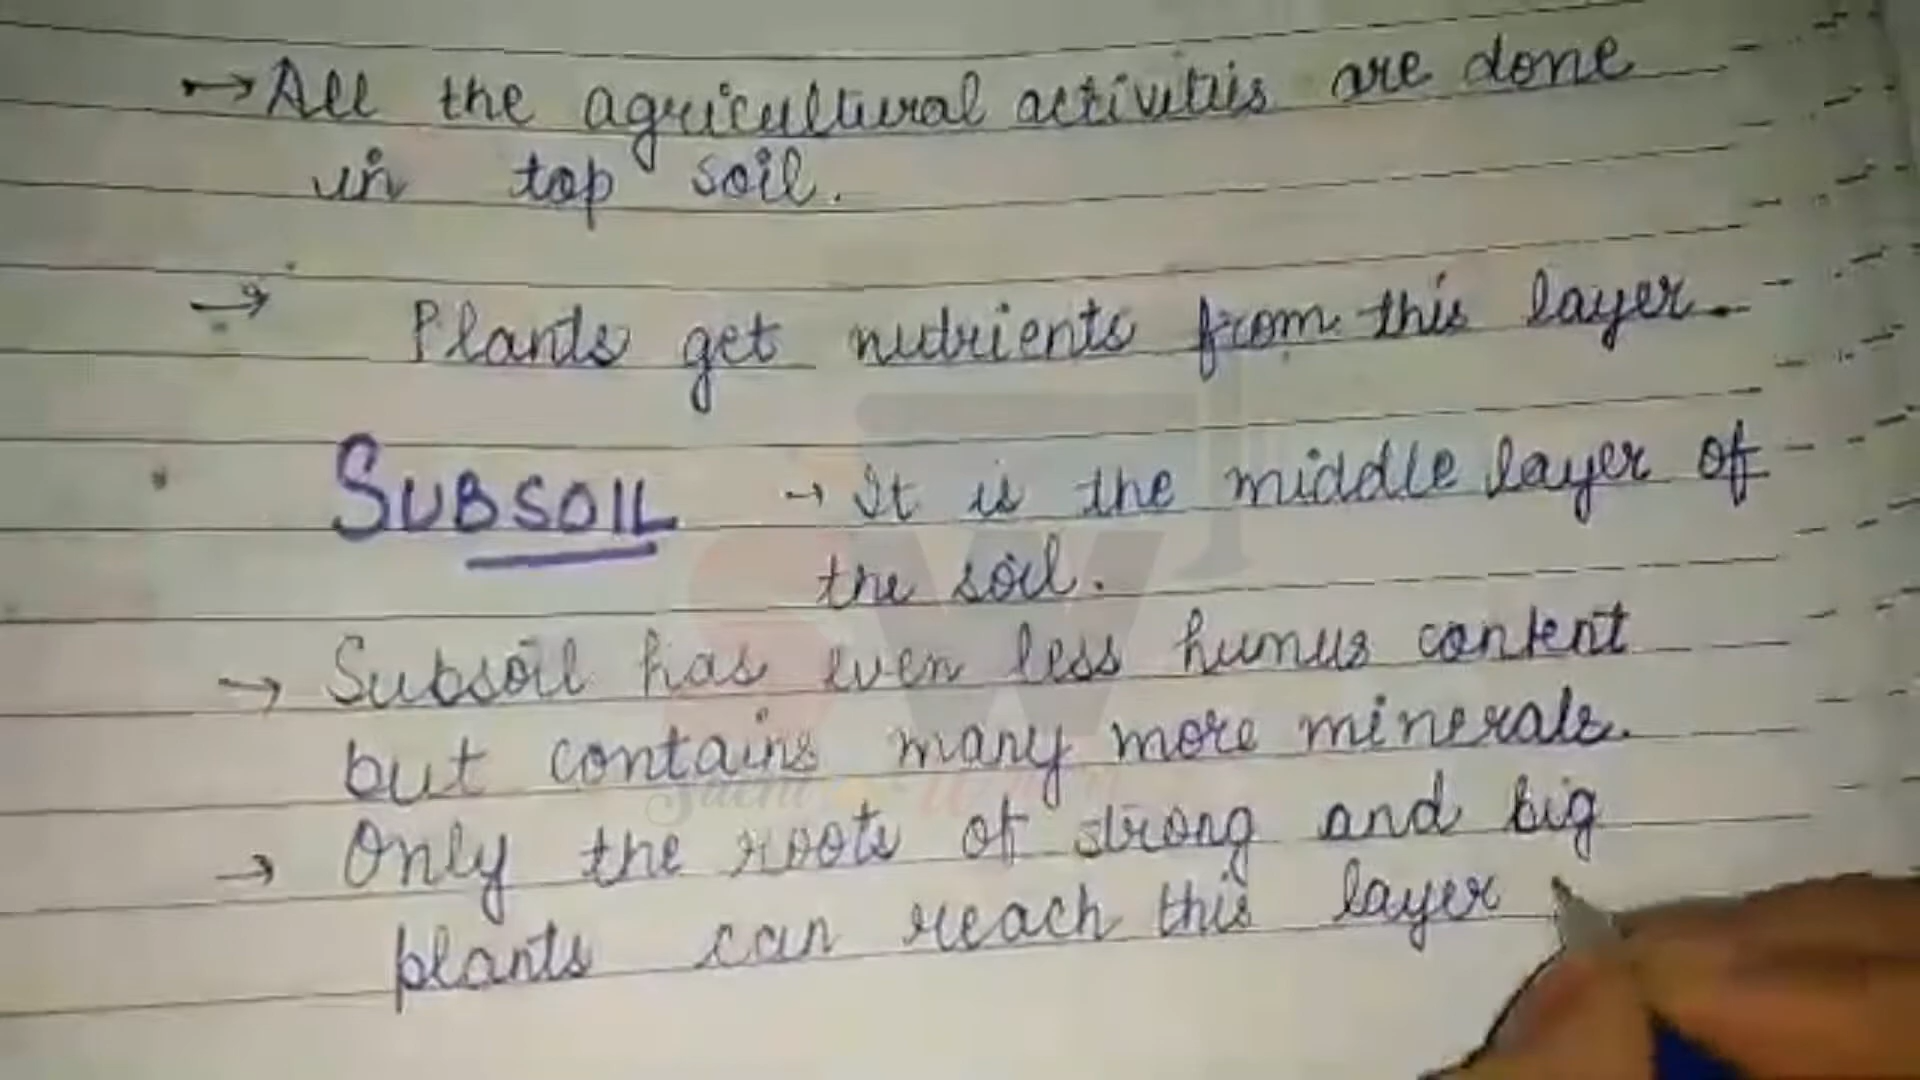 → All the agricultural activities are done
in top soil.
→ Plants get nutrients from this layer.
SUBSOIL → It is the middle layer of
the soil.
→ Subsoil has even less humus content
but contains many more minerals.
→ Only the roots of strong and big
plants can reach this layer
SW